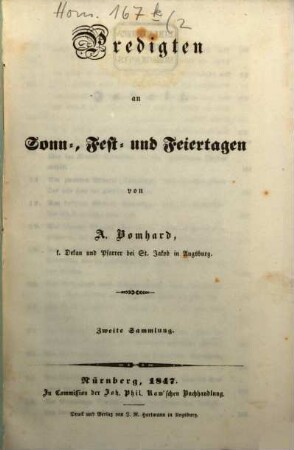 Hom. 167 k (2
Predigten
an
Sonn-, Fest- und Feiertagen
von
A. Bomhard,
k. Dekan und Pfarrer bei St. Jakob in Augsburg.
Zweite Sammlung.
Nürnberg, 1847.
In Commission der Joh. Phil. Raw'schen Buchhandlung.
Druck und Verlag von J. M. Hartmann in Augsburg.